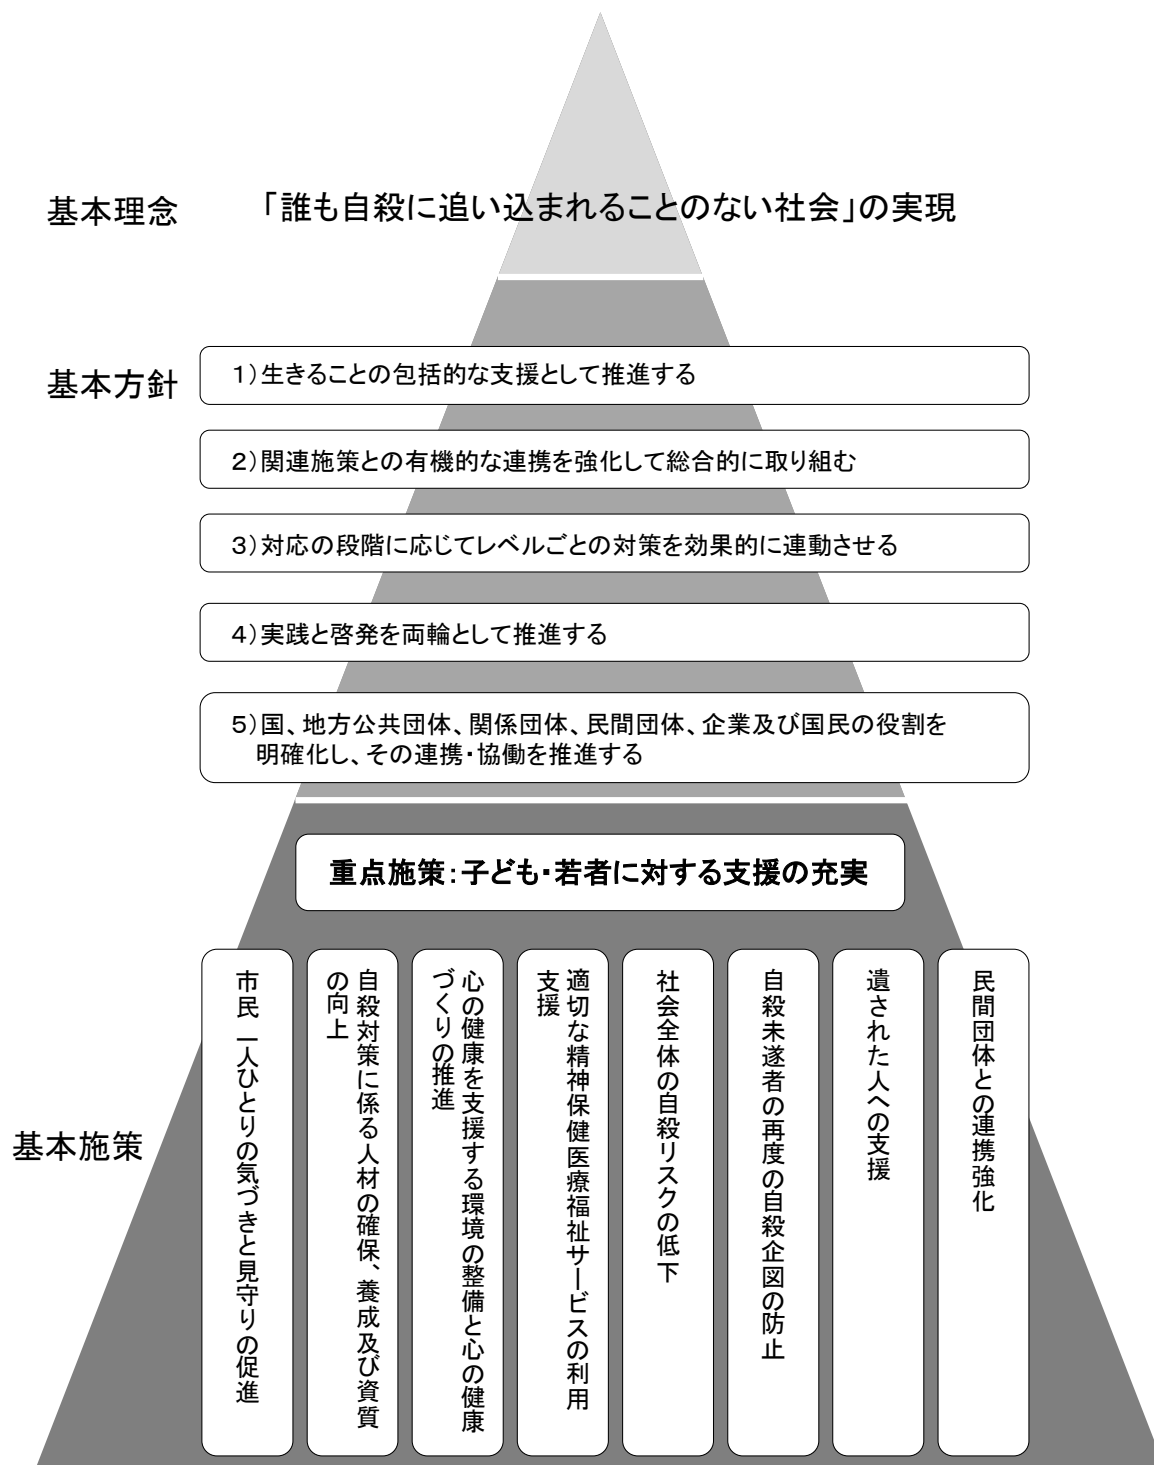 基本理念
「誰も自殺に追い込まれることのない社会」の実現
基本方針
1)生きることの包括的な支援として推進する
2)関連施策との有機的な連携を強化して総合的に取り組む
3)対応の段階に応じてレベルごとの対策を効果的に連動させる
4)実践と啓発を両輪として推進する
5)国、地方公共団体、関係団体、民間団体、企業及び国民の役割を
明確化し、その連携・協働を推進する
重点施策:子ども・若者に対する支援の充実
基本施策
市民一人ひとりの気づきと見守りの促進
自殺対策に係る人材の確保、養成及び資質
の向上
心の健康を支援する環境の整備と心の健康
づくりの推進
適切な精神保健医療福祉サービスの利用
支援
社会全体の自殺リスクの低下
自殺未遂者の再度の自殺企図の防止
遺された人への支援
民間団体との連携強化